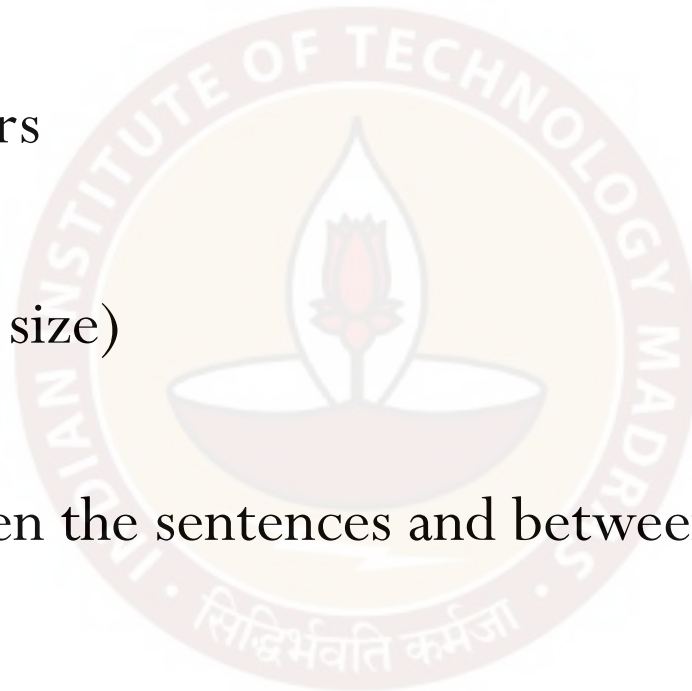 INDIAN INSTITUTE OF TECHNOLOGY MADRAS
rs
size)
en the sentences and betwee
सिद्धिर्भवति कर्मजा